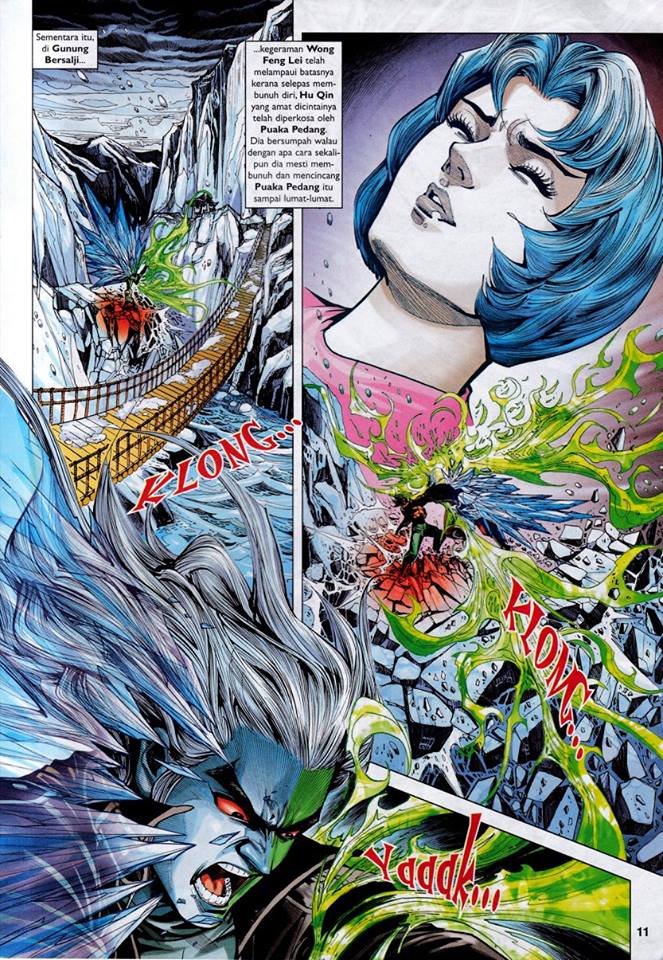 Sementara itu,
di Gunung
Bersalji...
...kegeraman Wong
Feng Lei telah
melampaui batasnya
kerana selepas mem-
bunuh diri, Hu Qin
yang amat dicintainya
telah diperkosa oleh
Puaka Pedang.
Dia bersumpah walau
dengan apa cara sekali-
pun dia mesti mem-
bunuh dan mencincang
Puaka Pedang itu
sampai lumat-lumat.
KLONG...
KLONG...
Yaaak...
11